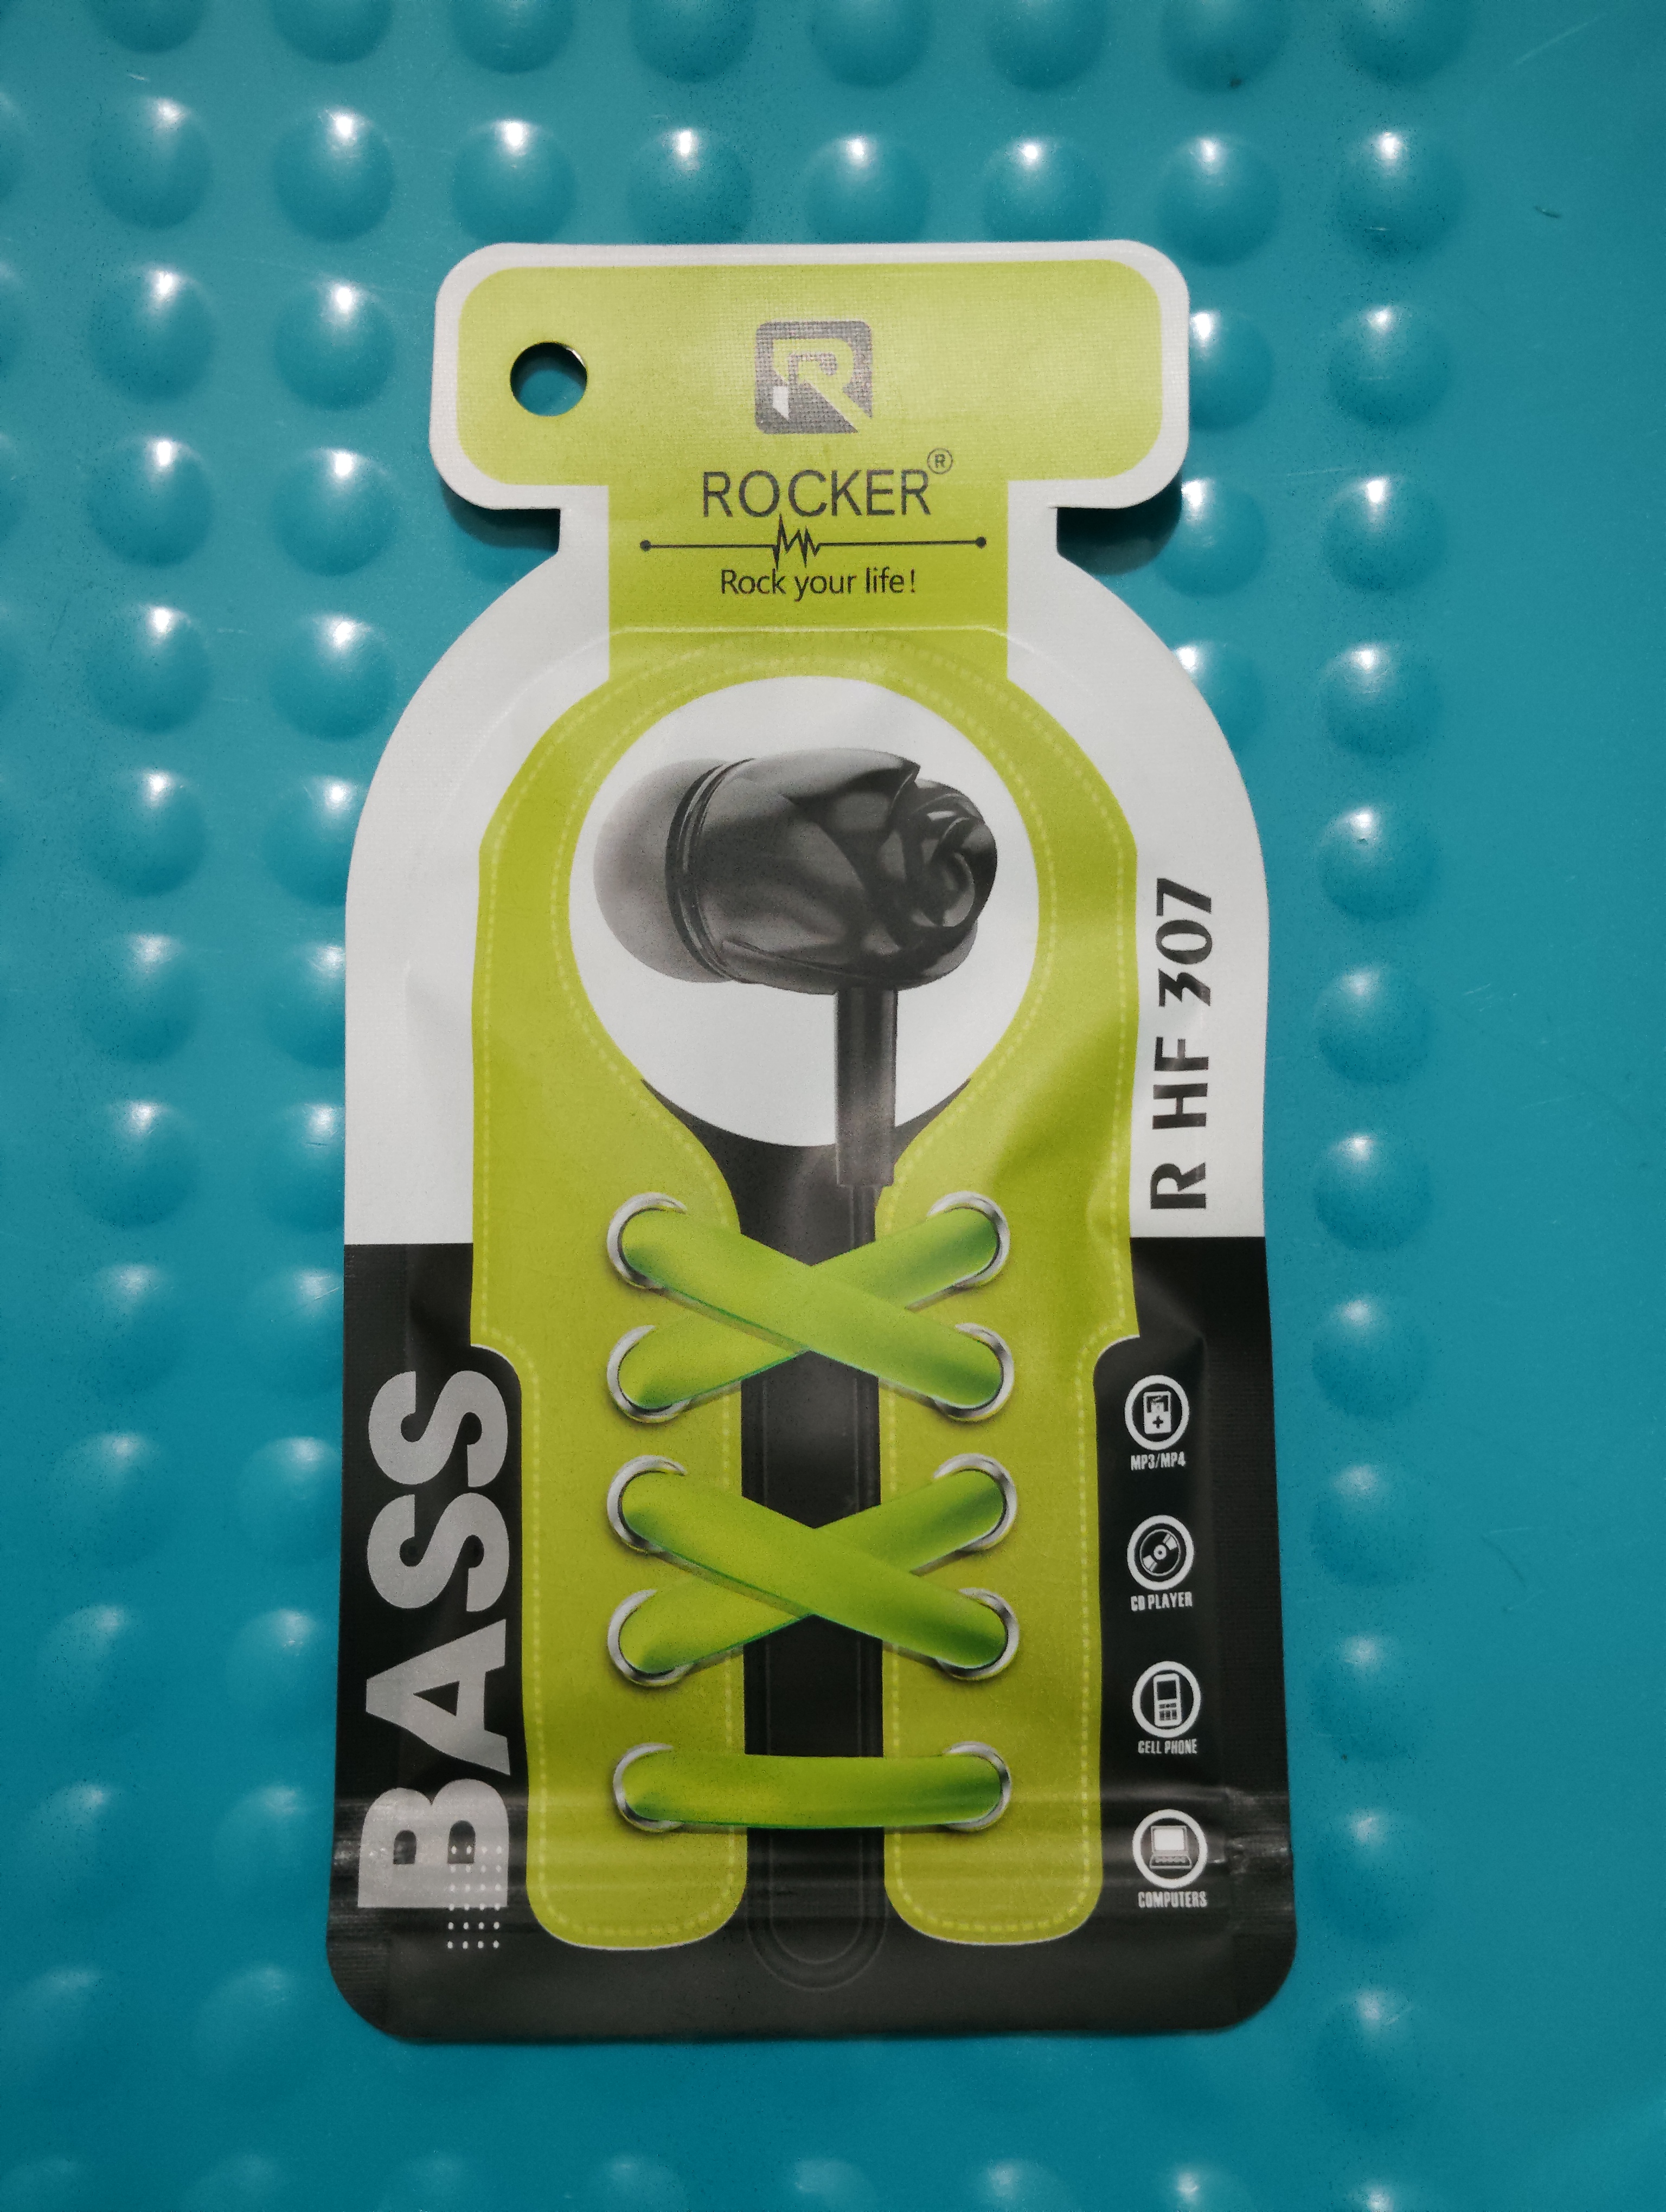 R
ROCKER®
Rock your life!
R HF 307
BASS
MP3/MP4
CD PLAYER
CELL PHONE
COMPUTERS